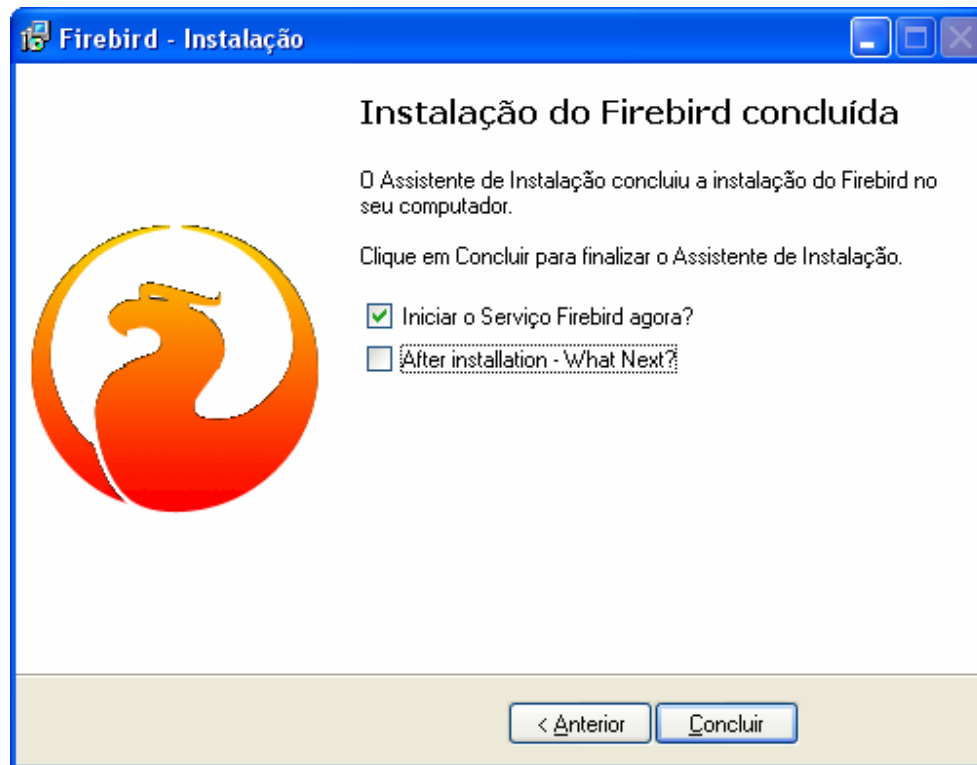 Firebird - Instalação
Instalação do Firebird concluída
O Assistente de Instalação concluiu a instalação do Firebird no
seu computador.
Clique em Concluir para finalizar o Assistente de Instalação.
Iniciar o Serviço Firebird agora?
After installation - What Next?
< Anterior
Concluir